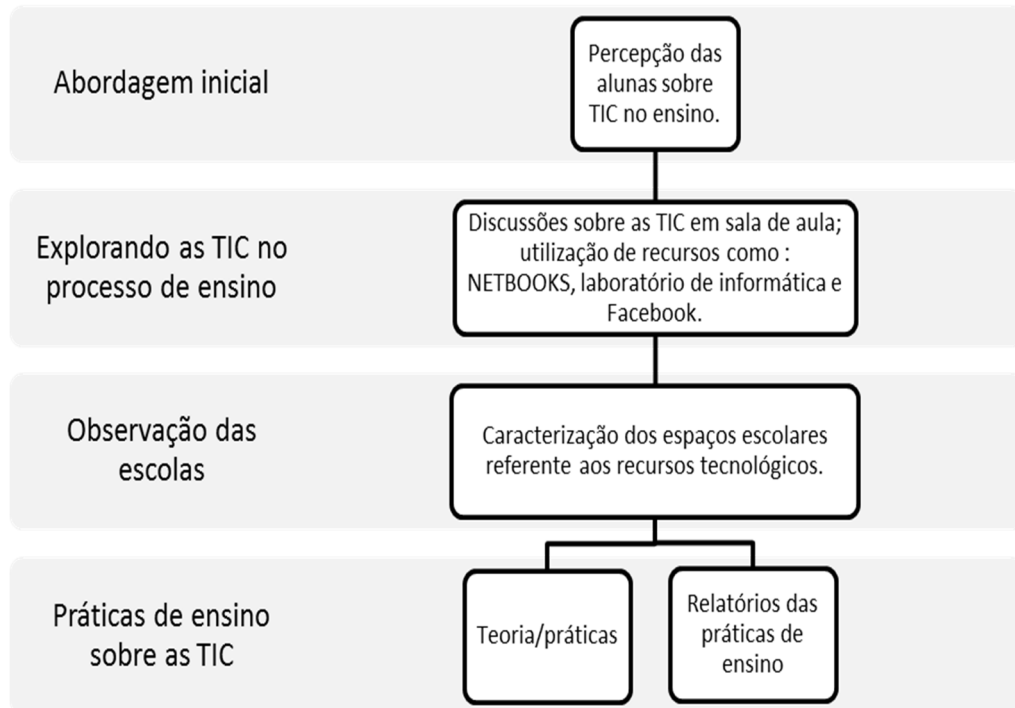 Abordagem inicial
Percepção das
alunas sobre
TIC no ensino.
Explorando as TIC no
processo de ensino
Discussões sobre as TIC em sala de aula;
utilização de recursos como :
NETBOOKS, laboratório de informática e
Facebook.
Observação das
escolas
Caracterização dos espaços escolares
referente aos recursos tecnológicos.
Práticas de ensino
sobre as TIC
Teoria/práticas
Relatórios das
práticas de
ensino